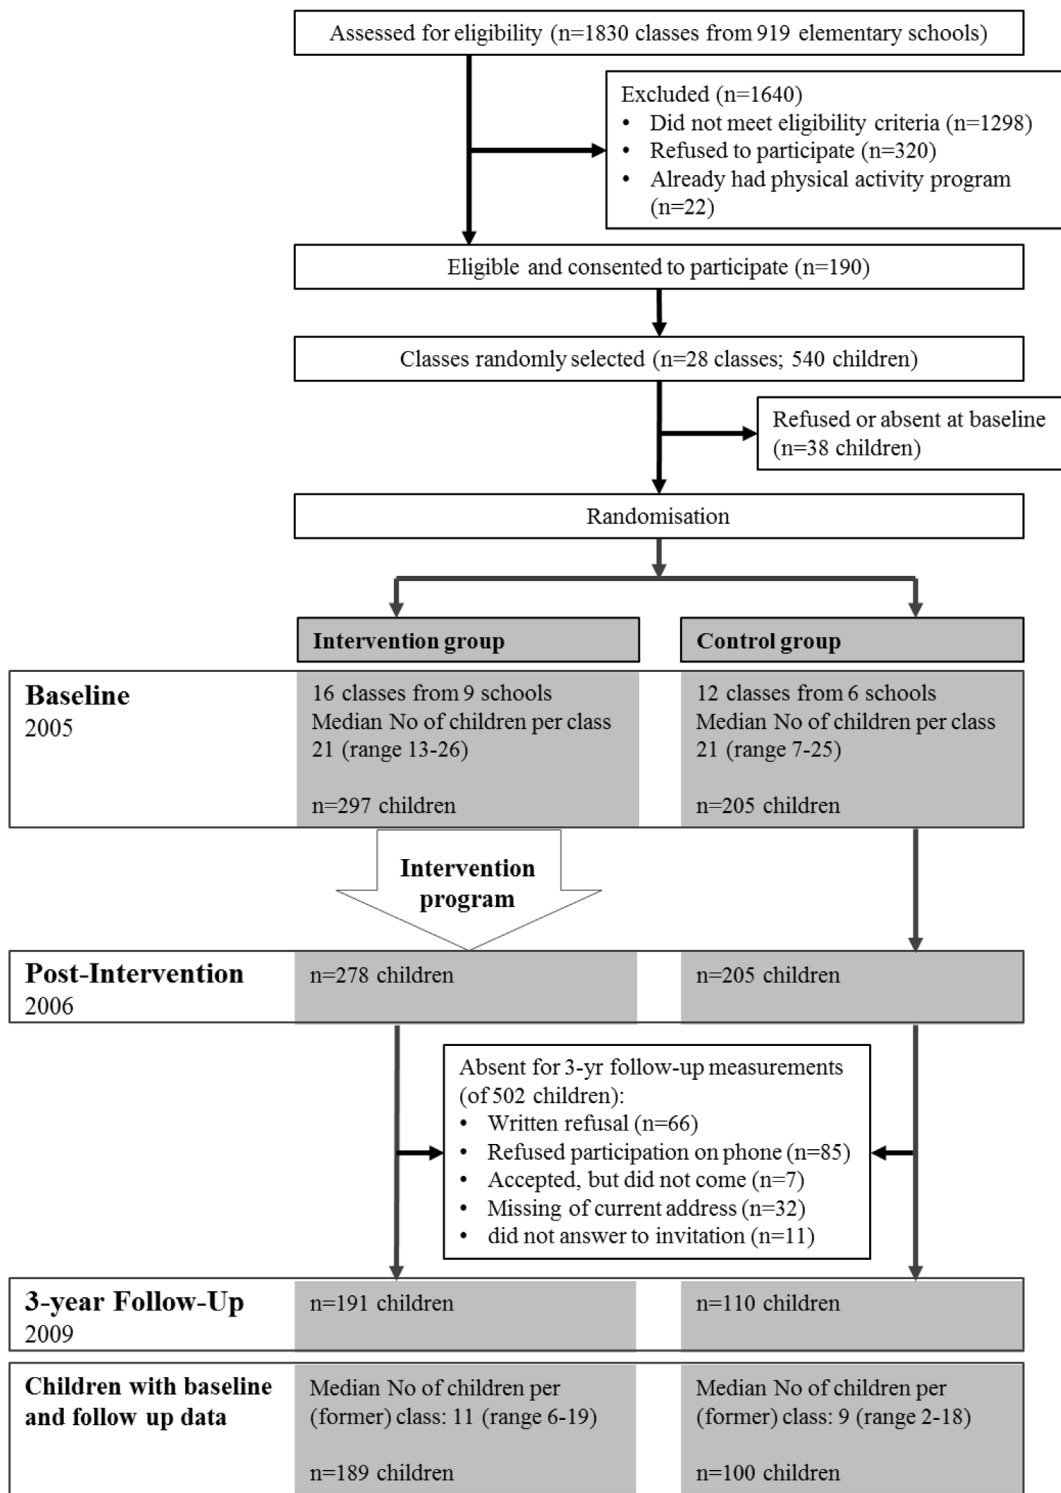 Assessed for eligibility (n=1830 classes from 919 elementary schools)
Excluded (n=1640)
• Did not meet eligibility criteria (n=1298)
• Refused to participate (n=320)
• Already had physical activity program
(n=22)
Eligible and consented to participate (n=190)
Classes randomly selected (n=28 classes; 540 children)
Refused or absent at baseline
(n=38 children)
Randomisation
Intervention group
Control group
Baseline
2005
16 classes from 9 schools
Median No of children per class
21 (range 13-26)
n=297 children
12 classes from 6 schools
Median No of children per class
21 (range 7-25)
n=205 children
Intervention
program
Post-Intervention
2006
n=278 children
n=205 children
Absent for 3-yr follow-up measurements
(of 502 children):
• Written refusal (n=66)
• Refused participation on phone (n=85)
• Accepted, but did not come (n=7)
• Missing of current address (n=32)
• did not answer to invitation (n=11)
3-year Follow-Up
2009
n=191 children
n=110 children
Children with baseline
and follow up data
Median No of children per
(former) class: 11 (range 6-19)
n=189 children
Median No of children per
(former) class: 9 (range 2-18)
n=100 children